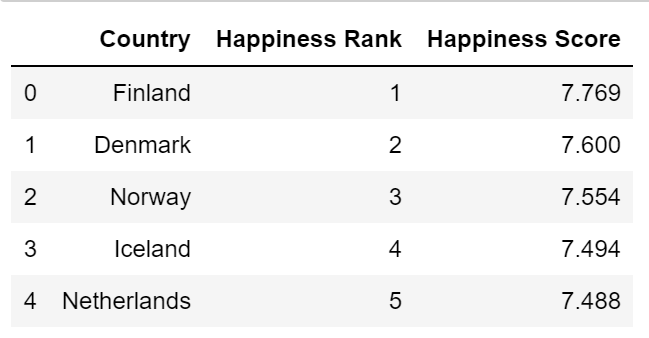 Country Happiness Rank Happiness Score
0 Finland 1 7.769
1 Denmark 2 7.600
2 Norway 3 7.554
3 Iceland 4 7.494
4 Netherlands 5 7.488